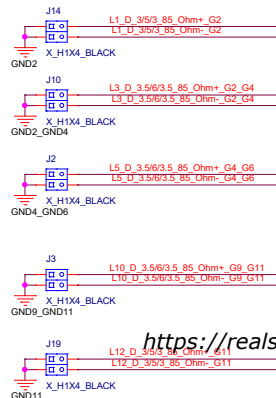 J14
L1_D_3/5/3_85_Ohm+_G2
L1_D_3/5/3_85_Ohm-_G2
GND2
X_H1X4_BLACK
J10
L3_D_3.5/6/3.5_85_Ohm+_G2_G4
L3_D_3.5/6/3.5_85_Ohm-_G2_G4
GND2_GND4
X_H1X4_BLACK
J2
L5_D_3.5/6/3.5_85_Ohm+_G4_G6
L5_D_3.5/6/3.5_85_Ohm-_G4_G6
X_H1X4_BLACK
GND4_GND6
J3
L10_D_3.5/6/3.5_85_Ohm+_G9_G11
L10_D_3.5/6/3.5_85_Ohm-_G9_G11
X_H1X4_BLACK
GND9_GND11
https://reals
J19
L12_D_3/5/3_85_Ohm+_G11
L12_D_3/5/3_85_Ohm-_G11
X_H1X4_BLACK
GND11